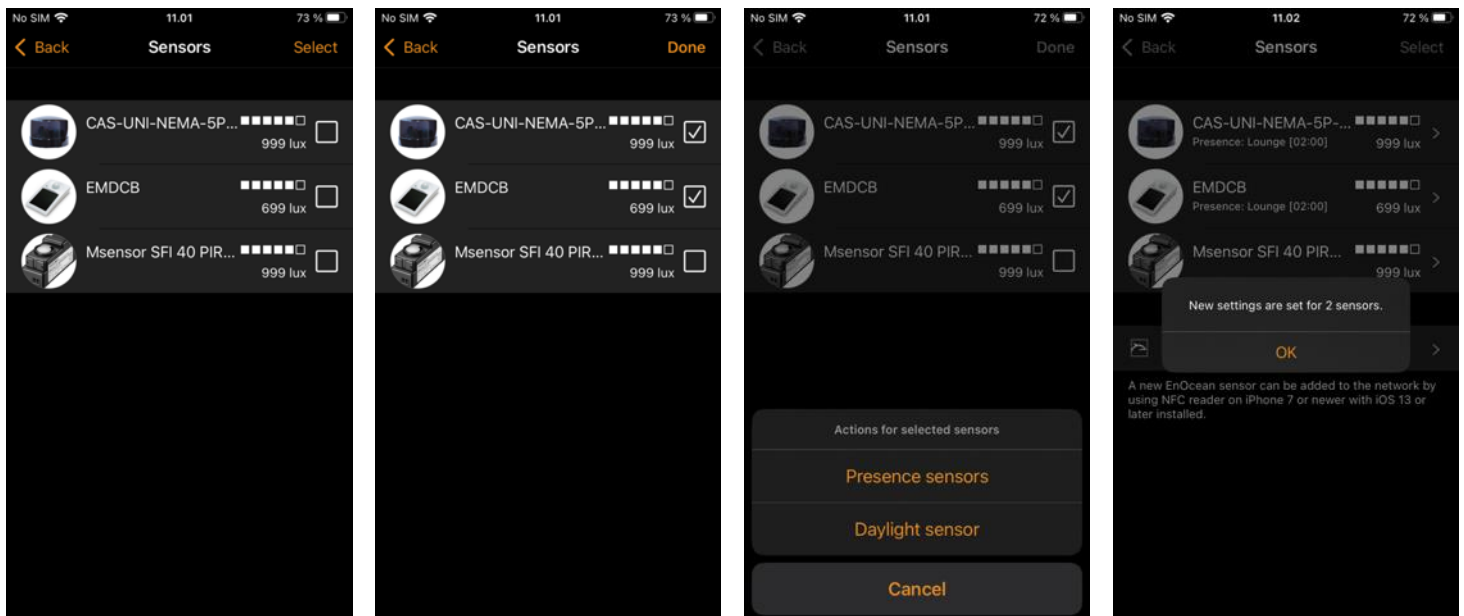 No SIM 11.01 73 %
Back Sensors Select
CAS-UNI-NEMA-5P...
999 lux
EMDCB
699 lux
Msensor SFI 40 PIR...
999 lux
No SIM 11.01 73 %
Back Sensors Done
CAS-UNI-NEMA-5P...
999 lux
EMDCB
699 lux
Msensor SFI 40 PIR...
999 lux
No SIM 11.01 72 %
Back Sensors Done
CAS-UNI-NEMA-5P...
999 lux
EMDCB
699 lux
Msensor SFI 40 PIR...
999 lux
Actions for selected sensors
Presence sensors
Daylight sensor
Cancel
No SIM 11.02 72 %
Back Sensors Select
CAS-UNI-NEMA-5P-...
Presence: Lounge [02:00] 999 lux
EMDCB
Presence: Lounge [02:00] 699 lux
Msensor SFI 40 PIR...
999 lux
New settings are set for 2 sensors.
OK
A new EnOcean sensor can be added to the network by
using NFC reader on iPhone 7 or newer with iOS 13 or
later installed.